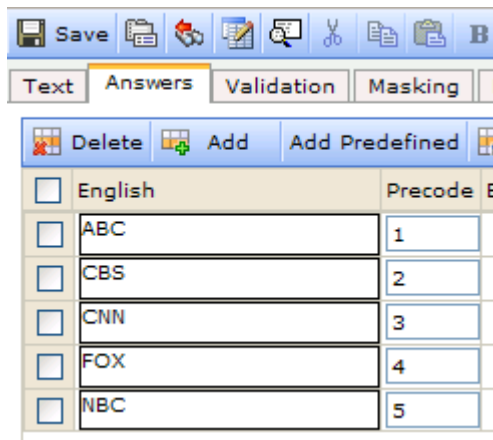 Save B
Text Answers Validation Masking
Delete Add Add Predefined
English Precode
ABC 1
CBS 2
CNN 3
FOX 4
NBC 5